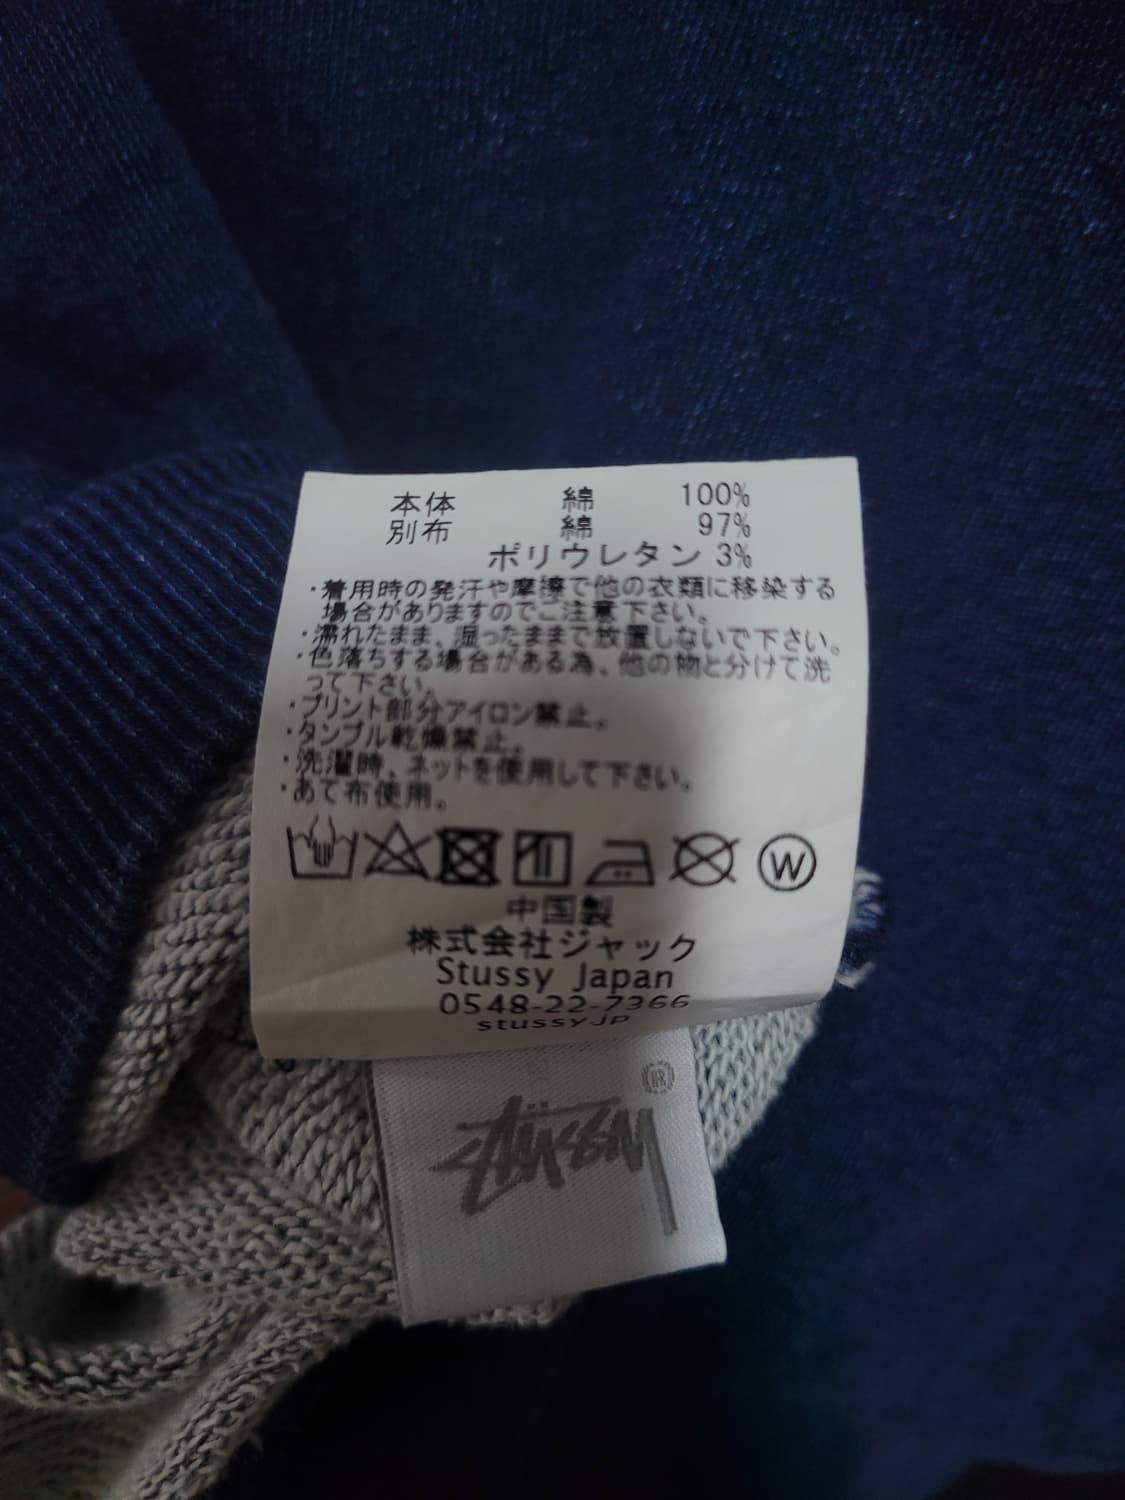 本体 綿 100%
別布 綿 97%
ポリウレタン 3%
・着用時の発汗や摩擦で他の衣類に移染する
場合がありますのでご注意下さい。
・濡れたまま、湿ったままで放置しないで下さい。
・色落ちする場合がある為、他の物と分けて洗
って下さい。
・プリント部分アイロン禁止。
・タンブル乾燥禁止。
・洗濯時、ネットを使用して下さい。
・あて布使用。
W
中国製
株式会社ジャック
Stussy Japan
0548-22-7366
stussy.jp
STÜSSY